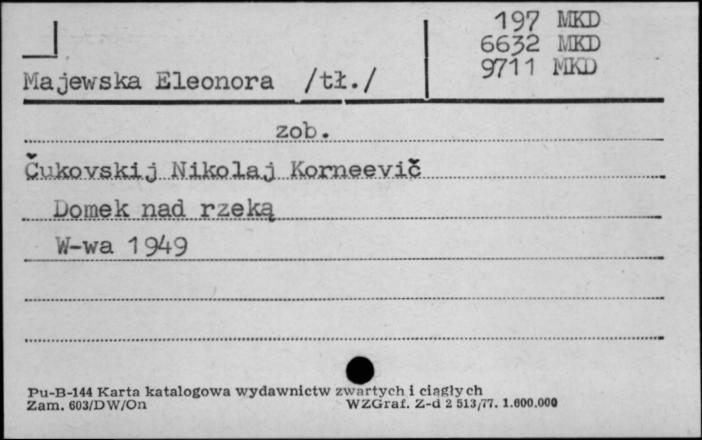 197 MKD
6632 MKD
9711 MKD
Majewska Eleonora /tł./
zob.
Čukovskij Nikolaj Korneevič
Domek nad rzeką
W-wa 1949
Pu-B-144 Karta katalogowa wydawnictw zwartych i ciągłych
Zam. 603/DW/On WZGraf. Z-d 2 513/77. 1.600.000